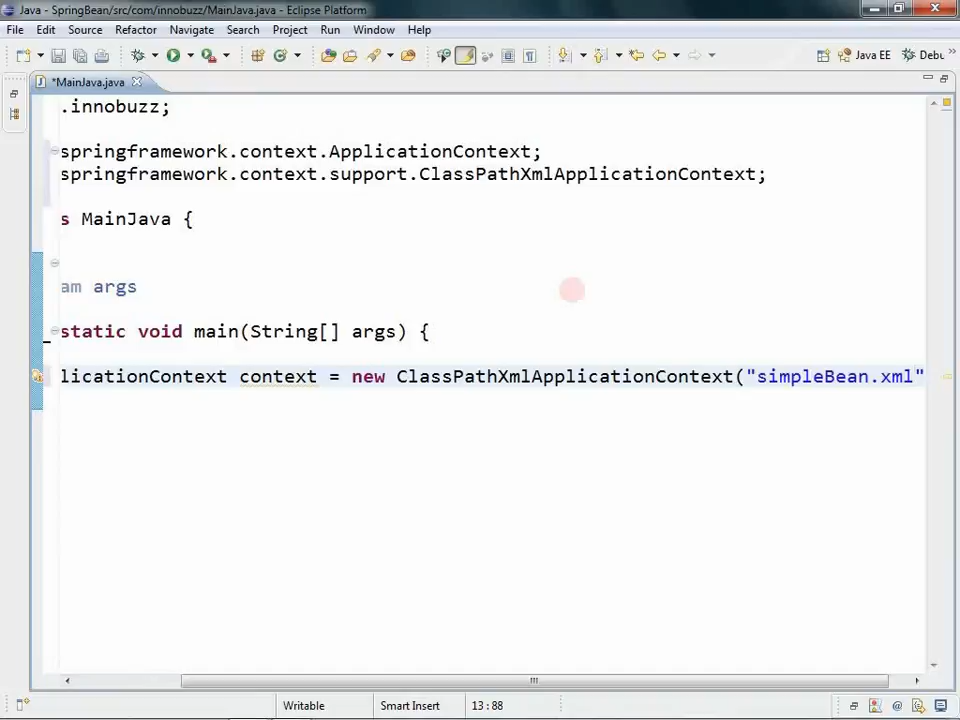 Java - SpringBean/src/com/innobuzz/MainJava.java - Eclipse Platform
File Edit Source Refactor Navigate Search Project Run Window Help
Java EE Debu
*MainJava.java
.innobuzz;
springframework.context.ApplicationContext;
springframework.context.support.ClassPathXmlApplicationContext;
s MainJava {
am args
static void main(String[] args) {
licationContext context = new ClassPathXmlApplicationContext("simpleBean.xml"
Writable Smart Insert 13:88